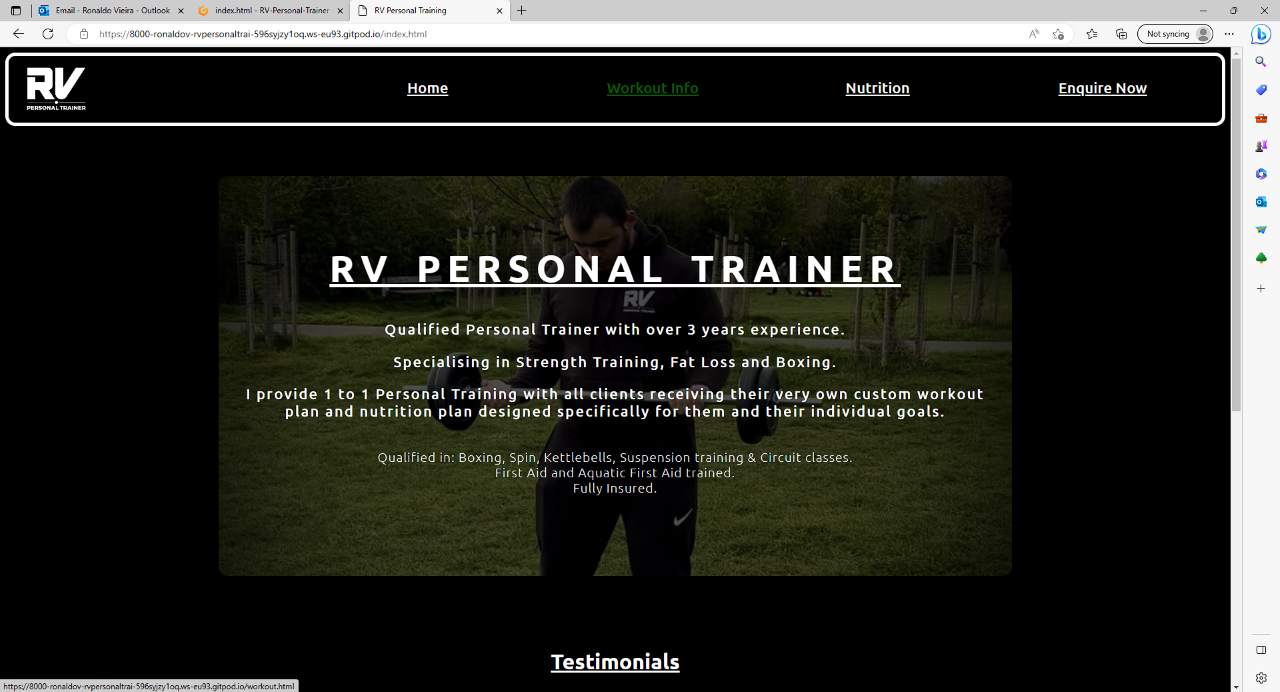 Email - Ronaldo Vieira - Outlook
index.html - RV-Personal-Trainer
RV Personal Training
https://8000-ronaldov-rvpersonaltrai-596syjzy1oq.ws-eu93.gitpod.io/index.html
Not syncing
RV
PERSONAL TRAINER
Home
Workout Info
Nutrition
Enquire Now
RV PERSONAL TRAINER
RV
Qualified Personal Trainer with over 3 years experience.
Specialising in Strength Training, Fat Loss and Boxing.
I provide 1 to 1 Personal Training with all clients receiving their very own custom workout
plan and nutrition plan designed specifically for them and their individual goals.
Qualified in: Boxing, Spin, Kettlebells, Suspension training & Circuit classes.
First Aid and Aquatic First Aid trained.
Fully Insured.
Testimonials
https://8000-ronaldov-rvpersonaltrai-596syjzy1oq.ws-eu93.gitpod.io/workout.html